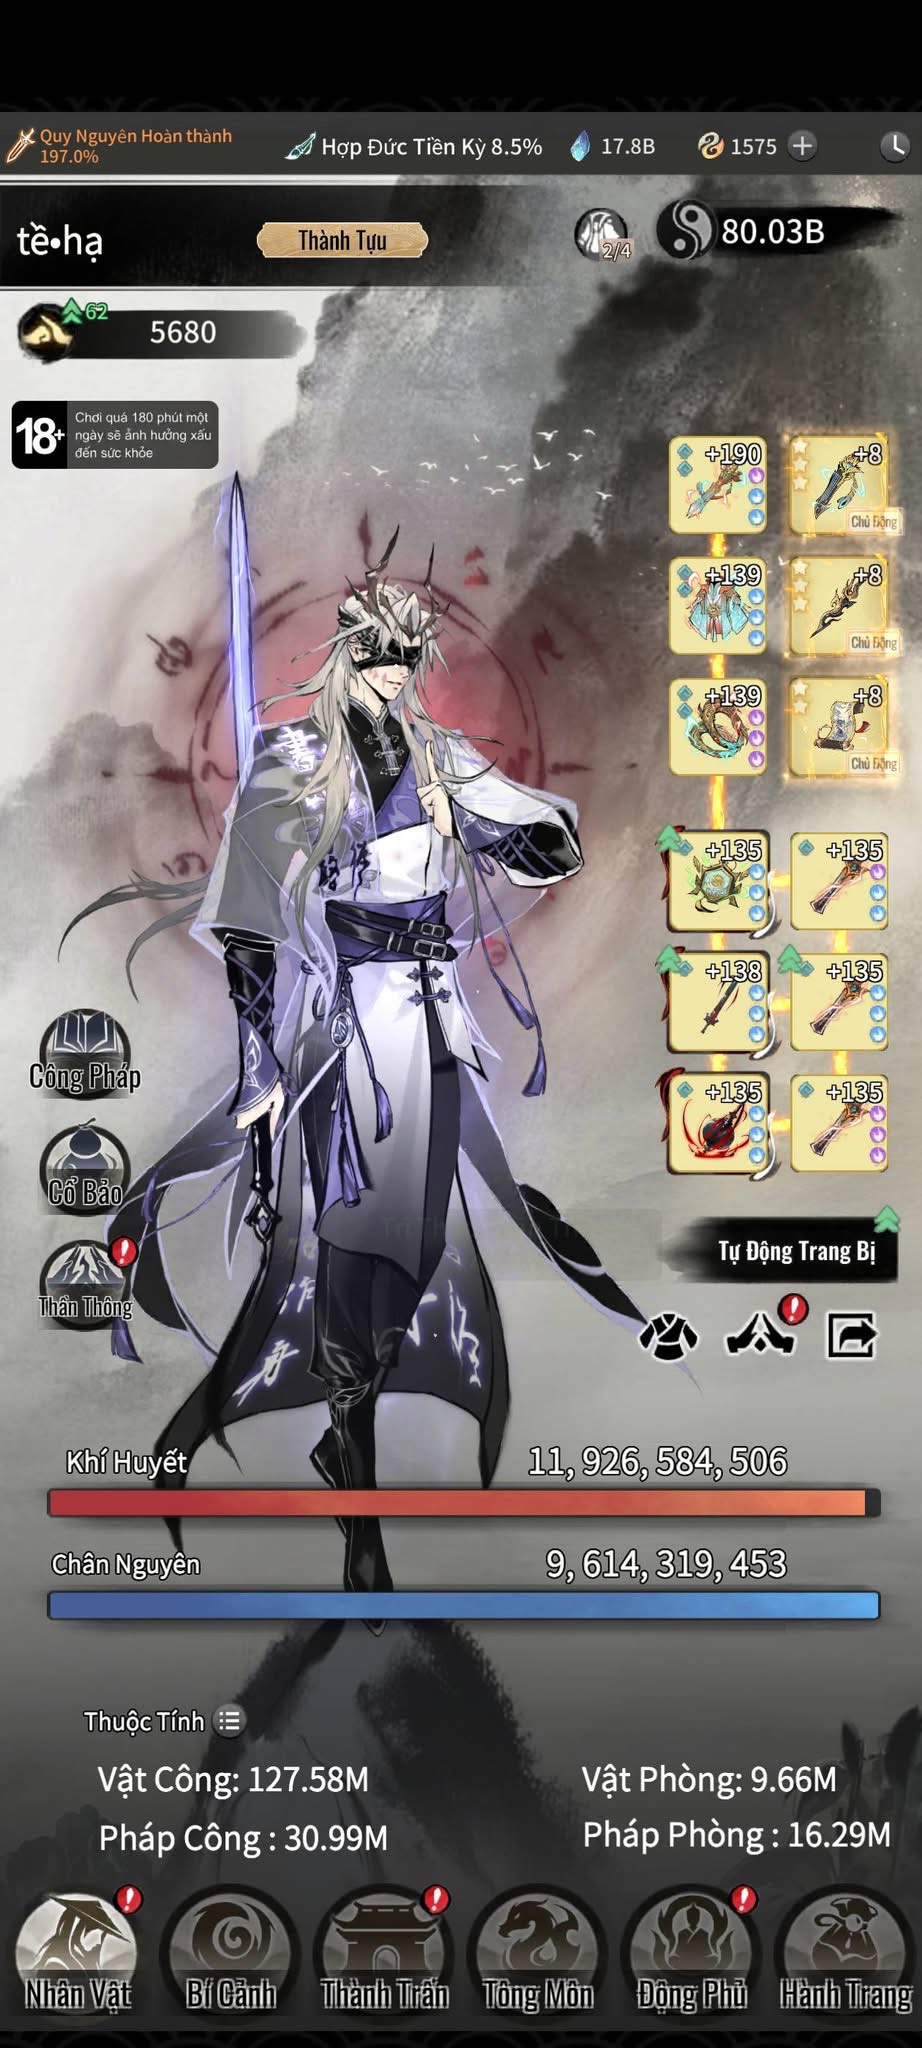 Quy Nguyên Hoàn thành
197.0%
Hợp Đức Tiền Kỳ 8.5%
17.8B
1575
tề•hạ
Thành Tựu
2/4
80.03B
62
5680
18+
Chơi quá 180 phút một
ngày sẽ ảnh hưởng xấu
đến sức khỏe
+190
+8
Chủ Động
+139
+8
Chủ Động
+139
+8
Chủ Động
+135
+135
+138
+135
+135
+135
Công Pháp
Cổ Bảo
Thần Thông
Tự Động Trang Bị
Khí Huyết
11, 926, 584, 506
Chân Nguyên
9, 614, 319, 453
Thuộc Tính
Vật Công: 127.58M
Vật Phòng: 9.66M
Pháp Công : 30.99M
Pháp Phòng : 16.29M
Nhân Vật
Bí Cảnh
Thành Trấn
Tông Môn
Động Phủ
Hành Trang